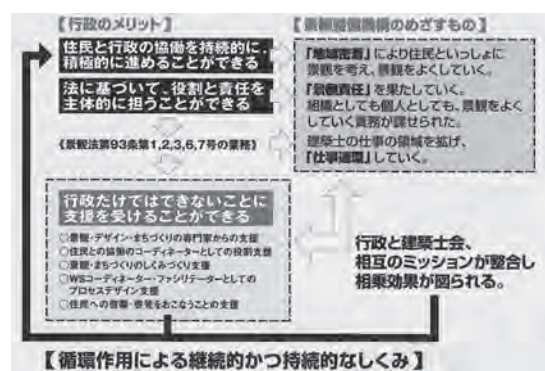 【行政のメリット】
住民と行政の協働を持続的に、
積極的に進めることができる
法に基づいて、役割と責任を
主体的に担うことができる
《景観法第93条第1,2,3,6,7号の業務》
行政だけではできないことに
支援を受けることができる
○景観・デザイン・まちづくりの専門家からの支援
○住民との協働のコーディネーターとしての役割支援
○景観・まちづくりのしくみづくり支援
○WSコーディネーター・ファシリテーターとしての
プロセスデザイン支援
○住民への啓蒙・啓発をおこなうことの支援
【景観整備機構のめざすもの】
『地域密着』により住民といっしょに
景観を考え、景観をよくしていく。
『景観責任』を果たしていく。
組織としても個人としても、景観をよく
していく責務が課せられた。
建築士の仕事の領域を拡げ、
『仕事適環』していく。
行政と建築士会、
相互のミッションが整合し
相乗効果が図られる。
【循環作用による継続的かつ持続的なしくみ】